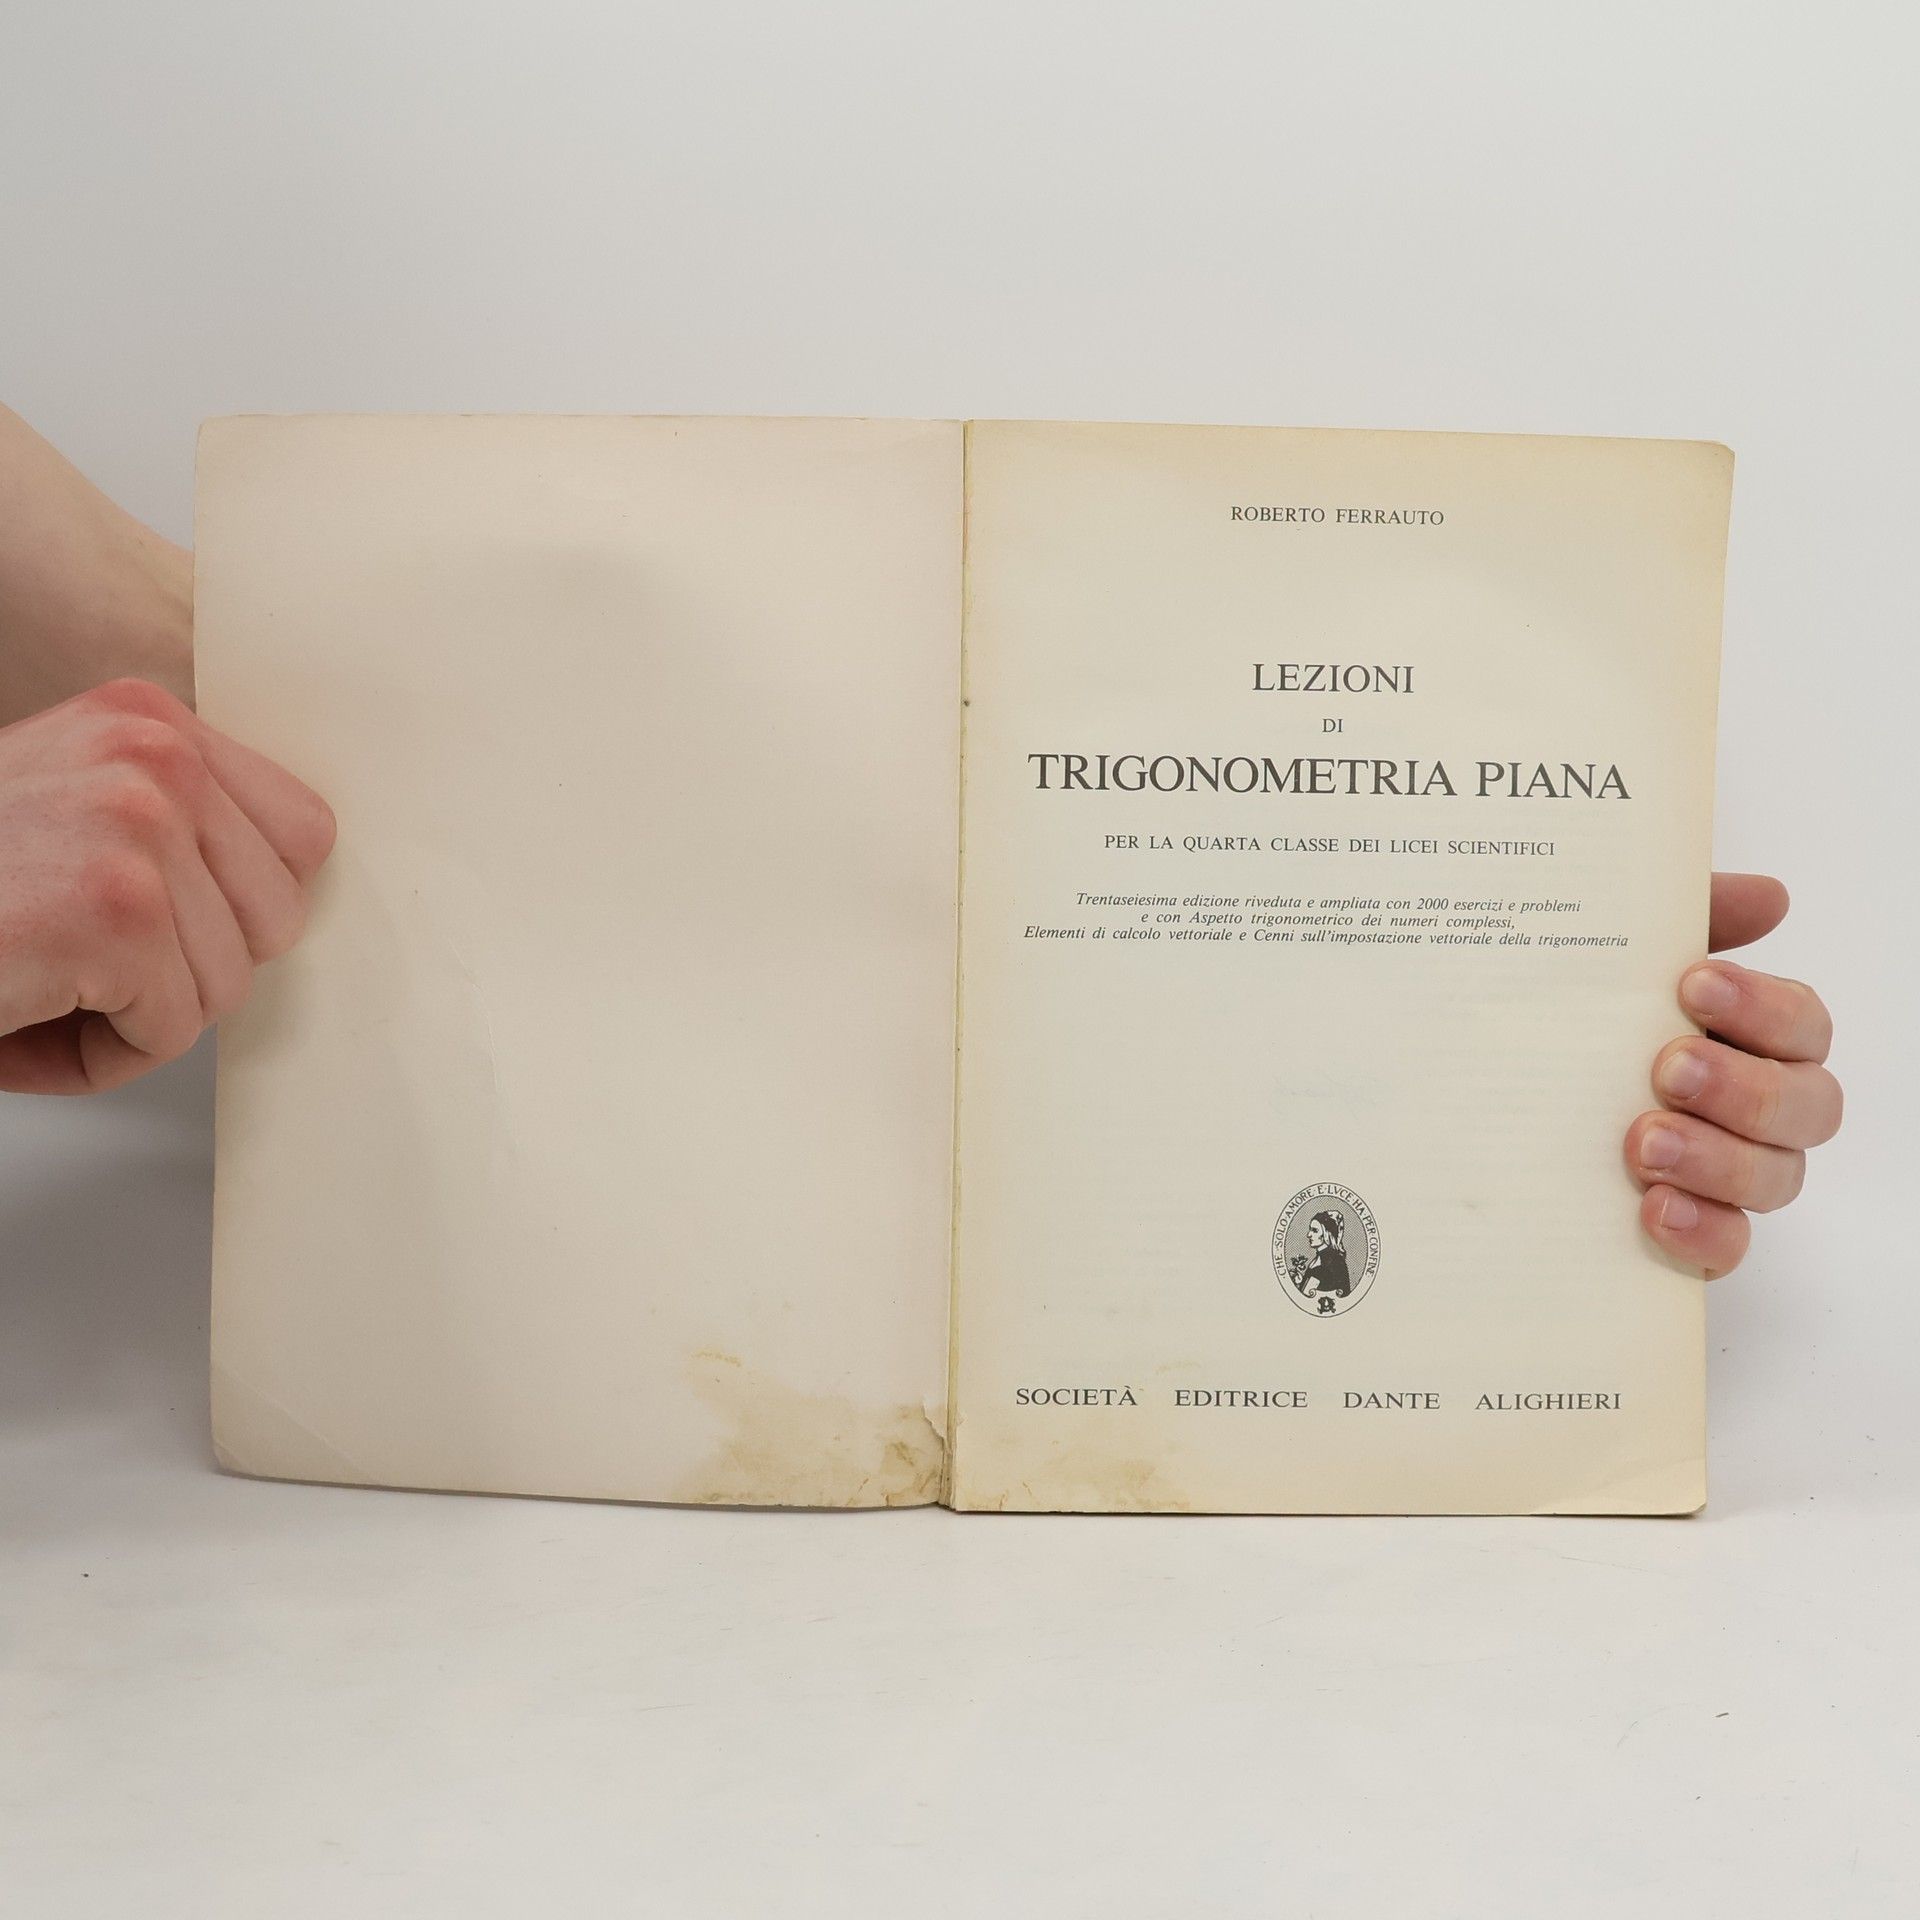 ROBERTO FERRAUTO
LEZIONI
DI
TRIGONOMETRIA PIANA
PER LA QUARTA CLASSE DEI LICEI SCIENTIFICI
Trentaseiesima edizione riveduta e ampliata con 2000 esercizi e problemi
e con Aspetto trigonometrico dei numeri complessi,
Elementi di calcolo vettoriale e Cenni sull'impostazione vettoriale della trigonometria
·CHE·SOLO·AMORE·E·LVCE·HA·PER·CONFINE·
SOCIETÀ EDITRICE DANTE ALIGHIERI